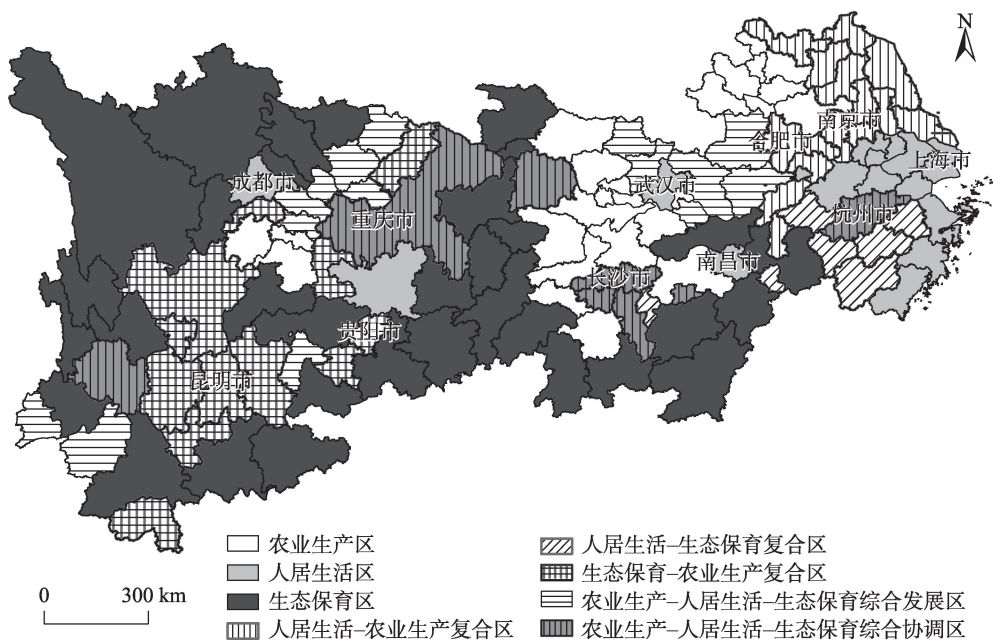 N
南京市
合肥市
上海市
成都市
武汉市
重庆市
杭州市
南昌市
长沙市
贵阳市
昆明市
农业生产区
人居生活区
生态保育区
人居生活–农业生产复合区
人居生活–生态保育复合区
生态保育–农业生产复合区
农业生产–人居生活–生态保育综合发展区
农业生产–人居生活–生态保育综合协调区
0 300 km